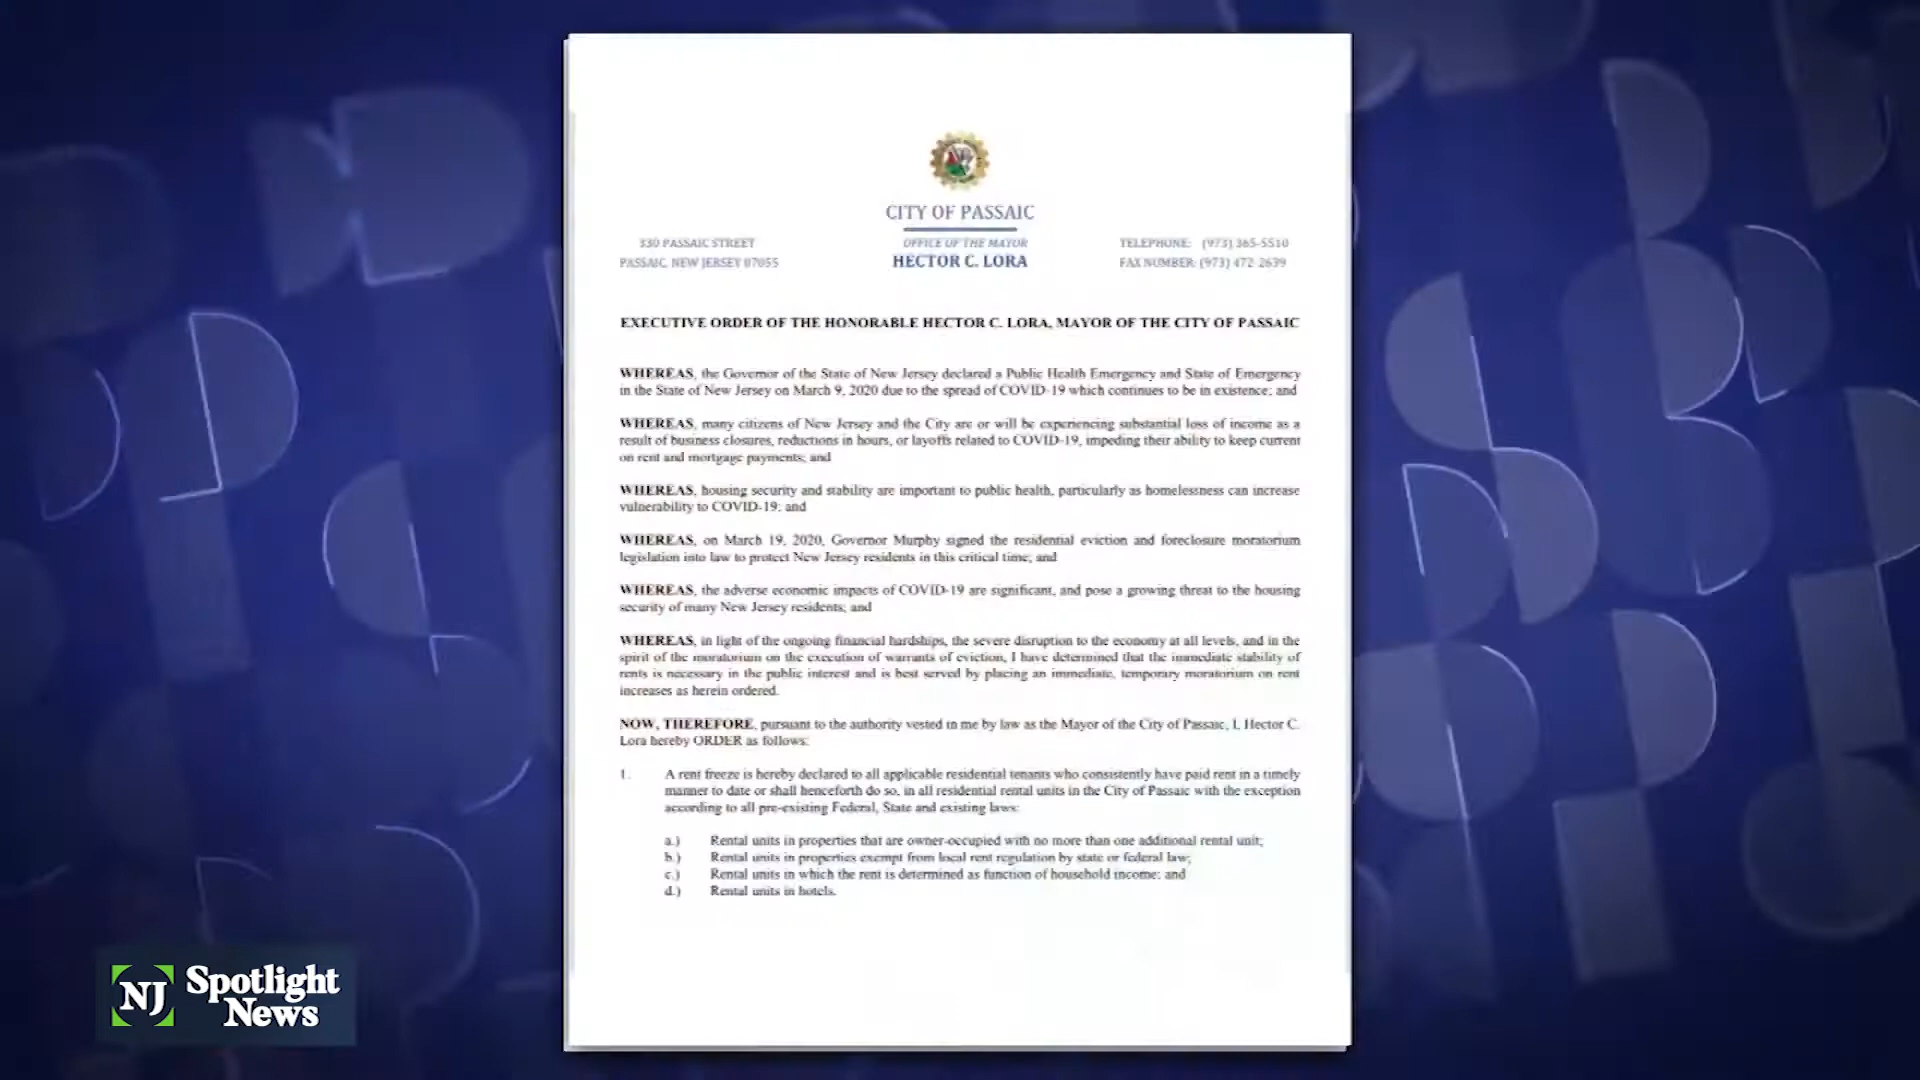 CITY OF PASSAIC
330 PASSAIC STREET
PASSAIC, NEW JERSEY 07055
OFFICE OF THE MAYOR
HECTOR C. LORA
TELEPHONE: (973) 365-5510
FAX NUMBER: (973) 472-2639
EXECUTIVE ORDER OF THE HONORABLE HECTOR C. LORA, MAYOR OF THE CITY OF PASSAIC
WHEREAS, the Governor of the State of New Jersey declared a Public Health Emergency and State of Emergency
in the State of New Jersey on March 9, 2020 due to the spread of COVID-19 which continues to be in existence; and
WHEREAS, many citizens of New Jersey and the City are or will be experiencing substantial loss of income as a
result of business closures, reductions in hours, or layoffs related to COVID-19, impeding their ability to keep current
on rent and mortgage payments; and
WHEREAS, housing security and stability are important to public health, particularly as homelessness can increase
vulnerability to COVID-19; and
WHEREAS, on March 19, 2020, Governor Murphy signed the residential eviction and foreclosure moratorium
legislation into law to protect New Jersey residents in this critical time; and
WHEREAS, the adverse economic impacts of COVID-19 are significant, and pose a growing threat to the housing
security of many New Jersey residents; and
WHEREAS, in light of the ongoing financial hardships, the severe disruption to the economy at all levels, and in the
spirit of the moratorium on the execution of warrants of eviction, I have determined that the immediate stability of
rents is necessary in the public interest and is best served by placing an immediate, temporary moratorium on rent
increases as herein ordered.
NOW, THEREFORE, pursuant to the authority vested in me by law as the Mayor of the City of Passaic, I, Hector C.
Lora hereby ORDER as follows:
1. A rent freeze is hereby declared to all applicable residential tenants who consistently have paid rent in a timely
manner to date or shall henceforth do so, in all residential rental units in the City of Passaic with the exception
according to all pre-existing Federal, State and existing laws:
a.) Rental units in properties that are owner-occupied with no more than one additional rental unit;
b.) Rental units in properties exempt from local rent regulation by state or federal law;
c.) Rental units in which the rent is determined as function of household income; and
d.) Rental units in hotels.
NJ Spotlight
News